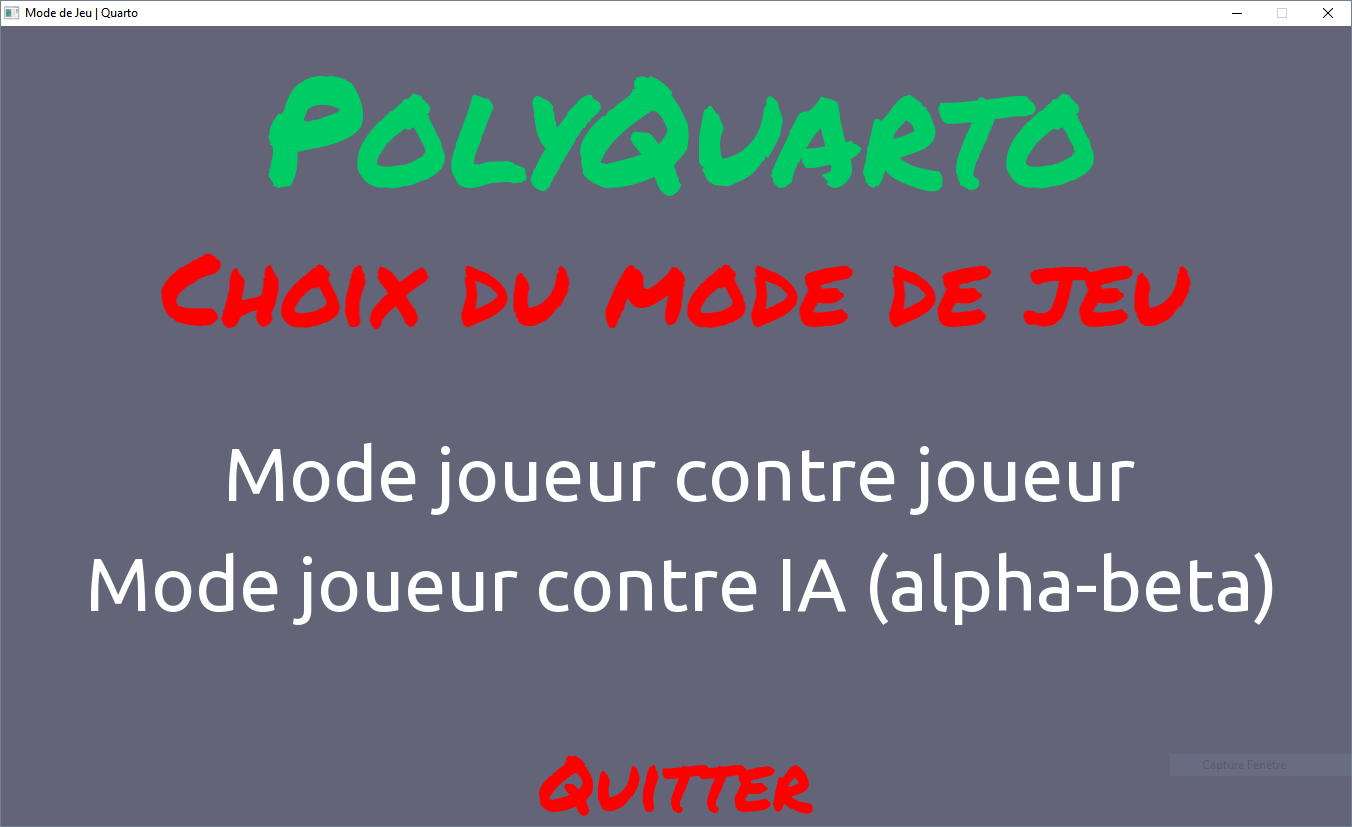 Mode de Jeu | Quarto
PolyQuarto
Choix du mode de jeu
Mode joueur contre joueur
Mode joueur contre IA (alpha-beta)
Capture Fenêtre
Quitter